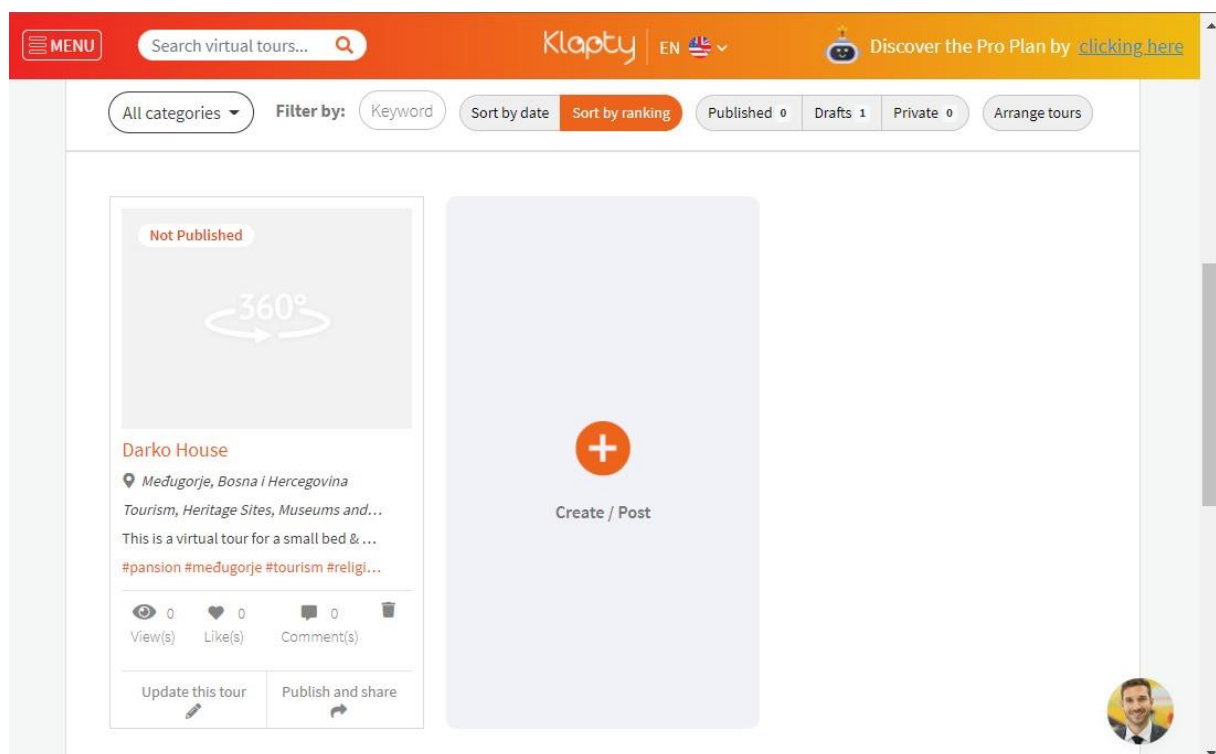 MENU
Search virtual tours...
Klapty
EN
Discover the Pro Plan by clicking here
All categories
Filter by:
Keyword
Sort by date
Sort by ranking
Published 0
Drafts 1
Private 0
Arrange tours
Not Published
360°
Darko House
Međugorje, Bosna i Hercegovina
Tourism, Heritage Sites, Museums and...
This is a virtual tour for a small bed & ...
#pansion #međugorje #tourism #religi...
0
View(s)
0
Like(s)
0
Comment(s)
Update this tour
Publish and share
Create / Post